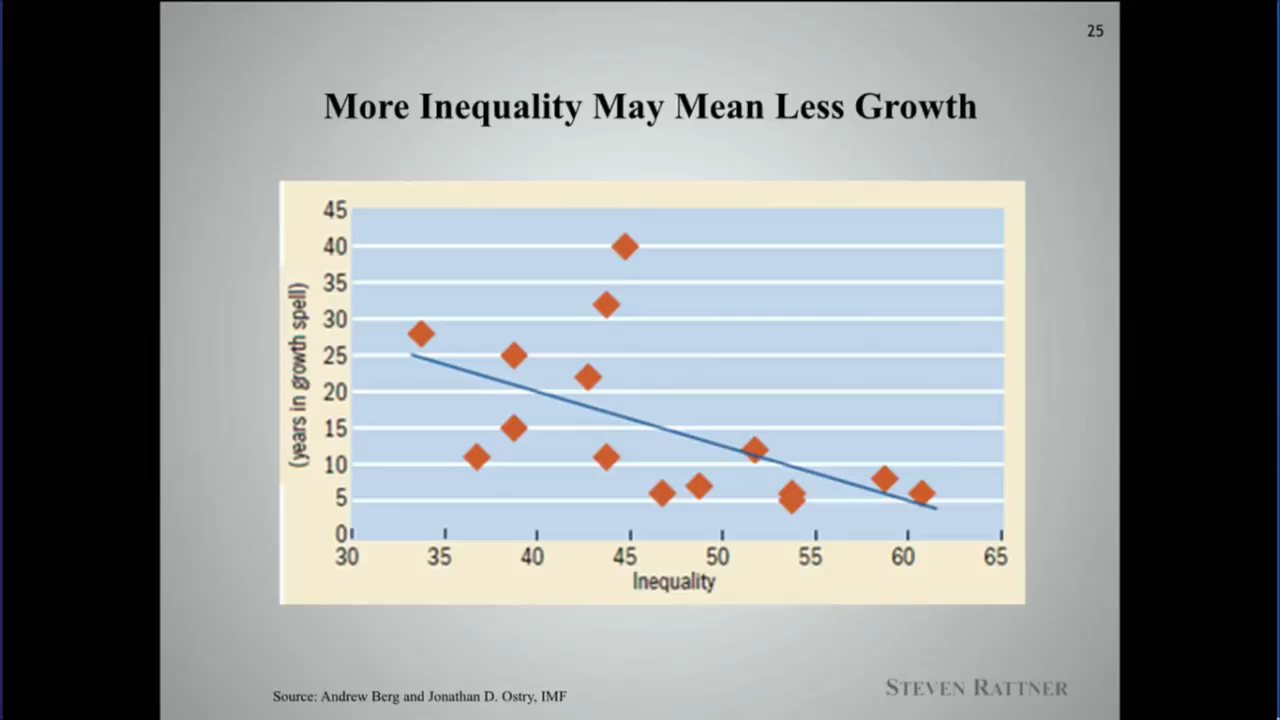 25
More Inequality May Mean Less Growth
(years in growth spell)
45
40
35
30
25
20
15
10
5
0
30 35 40 45 50 55 60 65
Inequality
Source: Andrew Berg and Jonathan D. Ostry, IMF
STEVEN RATTNER